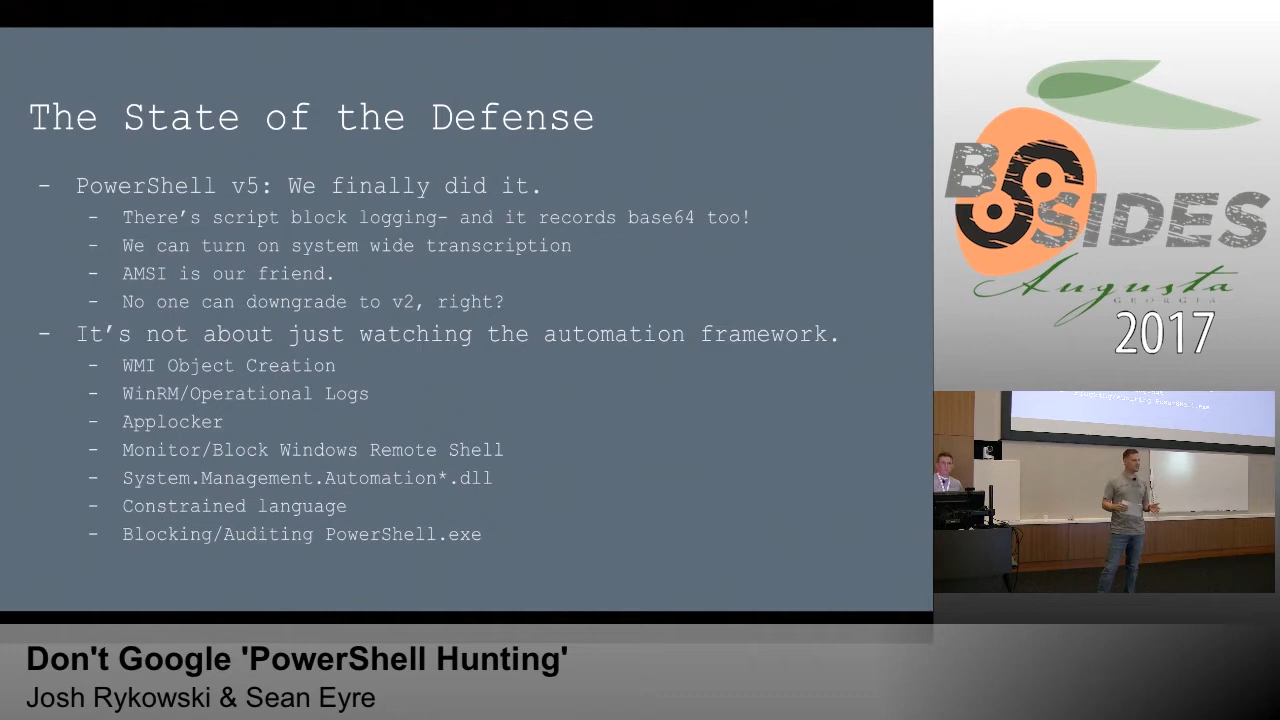 The State of the Defense
- PowerShell v5: We finally did it.
- There's script block logging- and it records base64 too!
- We can turn on system wide transcription
- AMSI is our friend.
- No one can downgrade to v2, right?
- It's not about just watching the automation framework.
- WMI Object Creation
- WinRM/Operational Logs
- Applocker
- Monitor/Block Windows Remote Shell
- System.Management.Automation*.dll
- Constrained language
- Blocking/Auditing PowerShell.exe
BSIDES
Augusta
GEORGIA
2017
Blocking/Auditing PowerShell.exe
Don't Google 'PowerShell Hunting'
Josh Rykowski & Sean Eyre